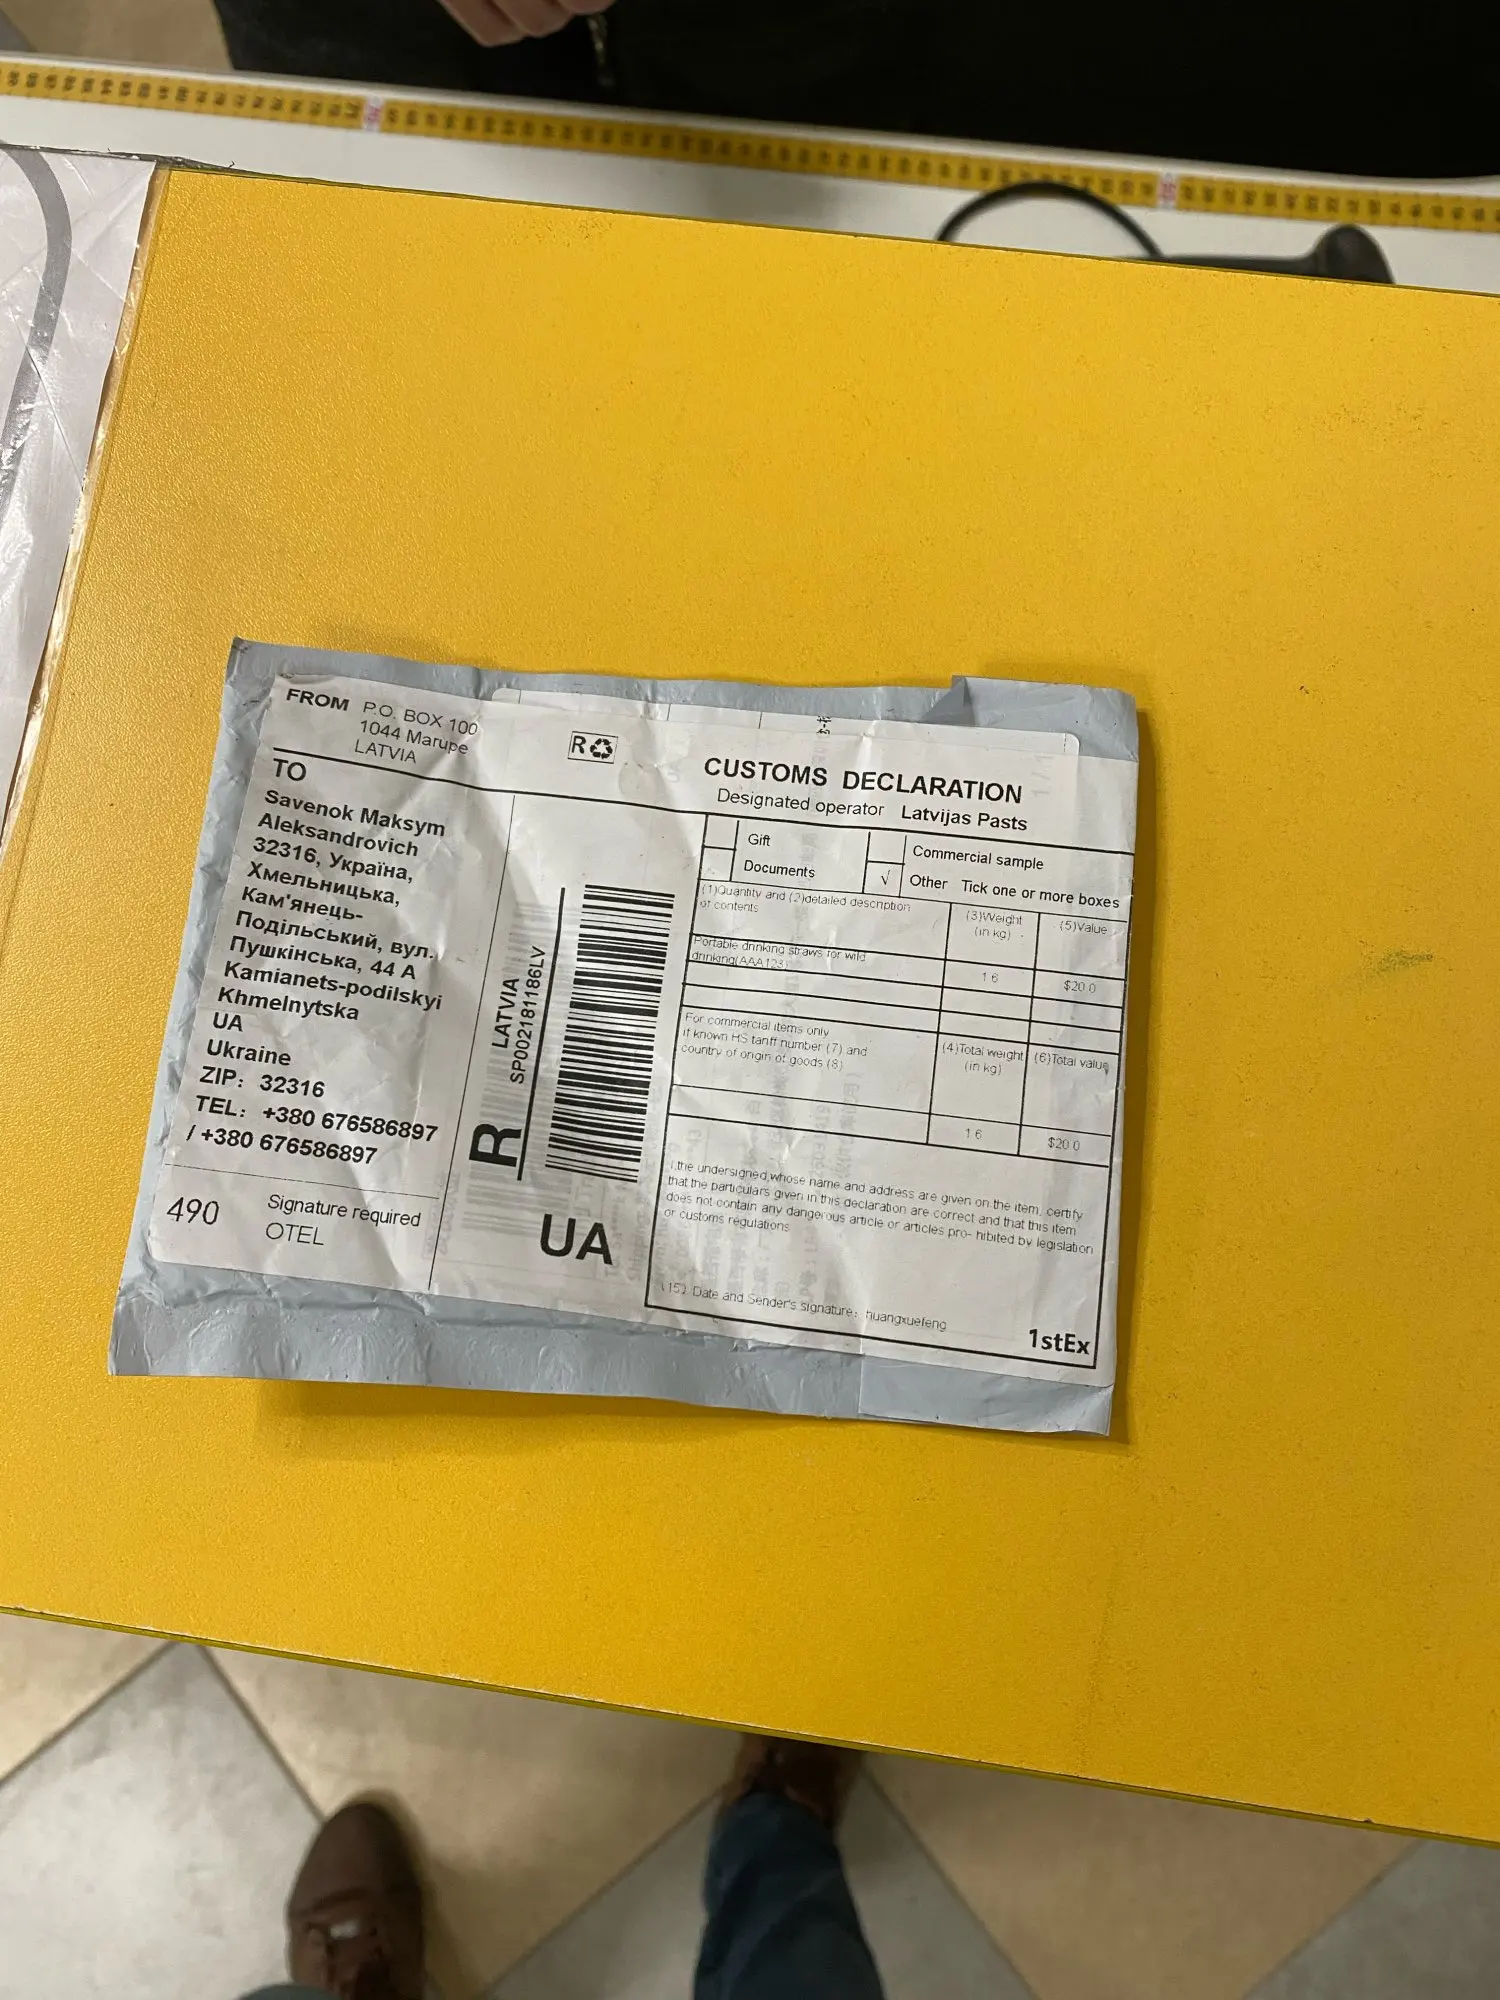 FROM P.O. BOX 100
1044 Marupe
LATVIA
R
TO
Savenok Maksym
Aleksandrovich
32316, Україна,
Хмельницька,
Кам'янець-
Подільський, вул.
Пушкінська, 44 А
Kamianets-podilskyi
Khmelnytska
UA
Ukraine
ZIP: 32316
TEL: +380 676586897
/ +380 676586897
490
Signature required
OTEL
R
LATVIA
SP002181186LV
UA
CUSTOMS DECLARATION
Designated operator Latvijas Pasts
Gift
Commercial sample
Documents
√ Other Tick one or more boxes
(1)Quantity and (2)detailed description
of contents
(3)Weight
(in kg)
(5)Value
Portable drinking straws for wild
drinking(AAA123)
1.6
$20.0
For commercial items only
If known HS tariff number (7) and
country of origin of goods (8)
(4)Total weight
(in kg)
(6)Total value
1.6
$20.0
I,the undersigned,whose name and address are given on the item, certify
that the particulars given in this declaration are correct and that this item
does not contain any dangerous article or articles pro- hibited by legislation
or customs regulations
(15) Date and Sender's signature: huangxuefeng
1stEx